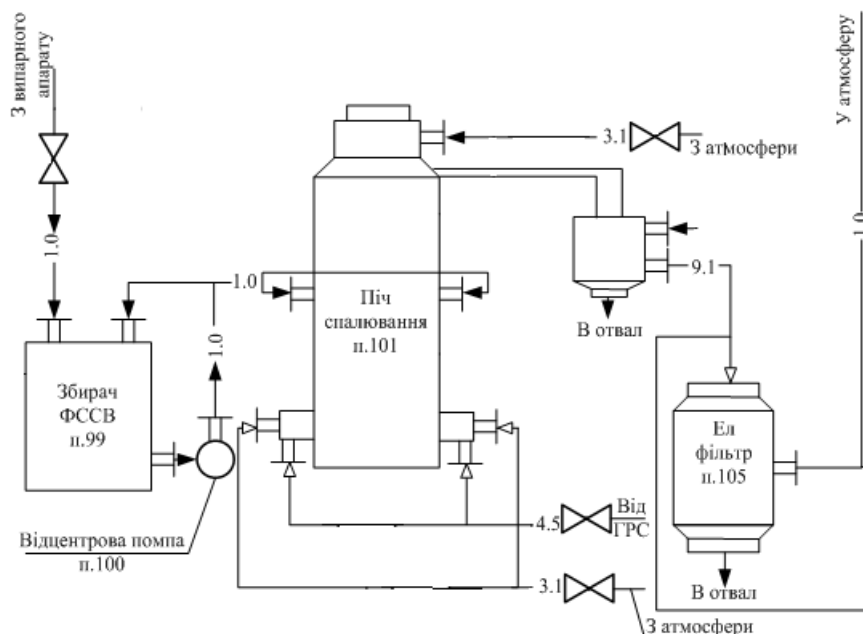 З випарного
апарату
У атмосферу
3.1
З атмосфери
1.0
1.0
9.1
1.0
В отвал
Піч
спалювання
п.101
1.0
Збирач
ФССВ
п.99
Ел
фільтр
п.105
4.5
Від
ГРС
Відцентрова помпа
п.100
3.1
В отвал
З атмосфери